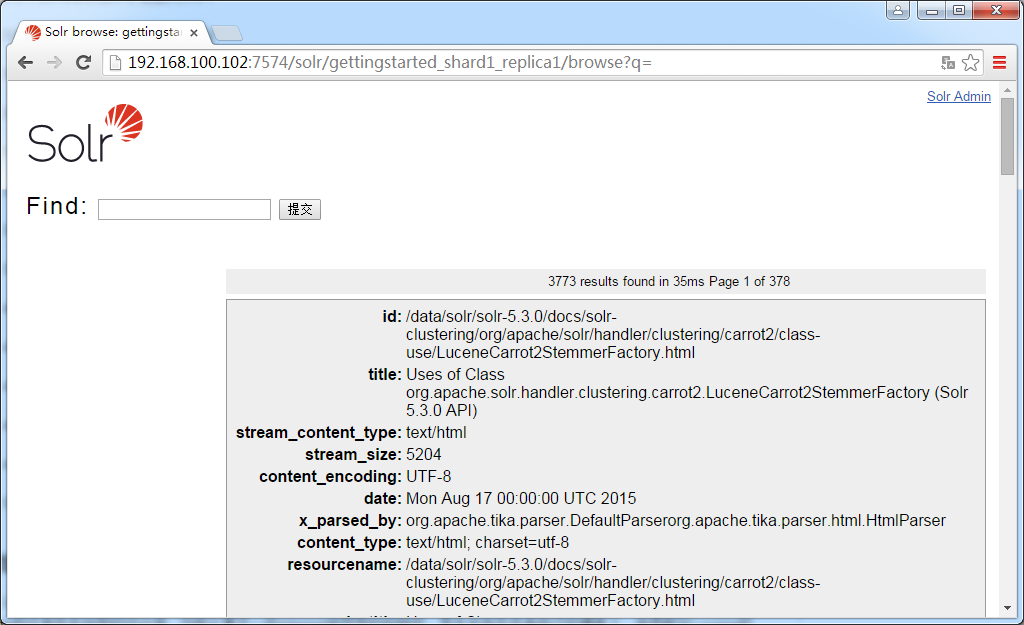 Solr browse: gettingsta
192.168.100.102:7574/solr/gettingstarted_shard1_replica1/browse?q=
Solr Admin
Solr
Find: 提交
3773 results found in 35ms Page 1 of 378
id: /data/solr/solr-5.3.0/docs/solr-
clustering/org/apache/solr/handler/clustering/carrot2/class-
use/LuceneCarrot2StemmerFactory.html
title: Uses of Class
org.apache.solr.handler.clustering.carrot2.LuceneCarrot2StemmerFactory (Solr
5.3.0 API)
stream_content_type: text/html
stream_size: 5204
content_encoding: UTF-8
date: Mon Aug 17 00:00:00 UTC 2015
x_parsed_by: org.apache.tika.parser.DefaultParserorg.apache.tika.parser.html.HtmlParser
content_type: text/html; charset=utf-8
resourcename: /data/solr/solr-5.3.0/docs/solr-
clustering/org/apache/solr/handler/clustering/carrot2/class-
use/LuceneCarrot2StemmerFactory.html